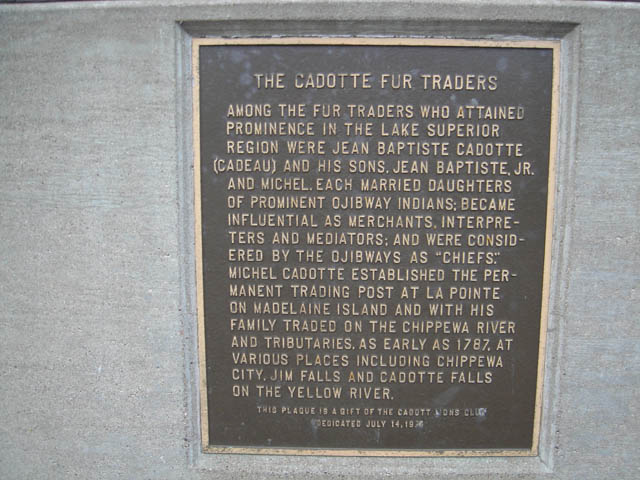 THE CADOTTE FUR TRADERS
AMONG THE FUR TRADERS WHO ATTAINED
PROMINENCE IN THE LAKE SUPERIOR
REGION WERE JEAN BAPTISTE CADOTTE
(CADEAU) AND HIS SONS, JEAN BAPTISTE, JR.
AND MICHEL. EACH MARRIED DAUGHTERS
OF PROMINENT OJIBWAY INDIANS; BECAME
INFLUENTIAL AS MERCHANTS, INTERPRE-
TERS AND MEDIATORS; AND WERE CONSID-
ERED BY THE OJIBWAYS AS "CHIEFS."
MICHEL CADOTTE ESTABLISHED THE PER-
MANENT TRADING POST AT LA POINTE
ON MADELAINE ISLAND AND WITH HIS
FAMILY TRADED ON THE CHIPPEWA RIVER
AND TRIBUTARIES, AS EARLY AS 1787, AT
VARIOUS PLACES INCLUDING CHIPPEWA
CITY, JIM FALLS AND CADOTTE FALLS
ON THE YELLOW RIVER.
THIS PLAQUE IS A GIFT OF THE CADOTT LIONS CLUB
DEDICATED JULY 14,